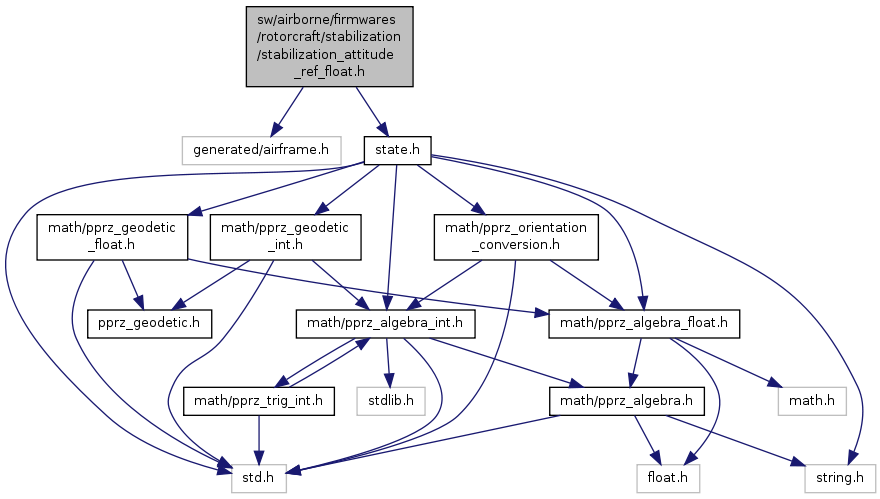 sw/airborne/firmwares
/rotorcraft/stabilization
/stabilization_attitude
_ref_float.h
generated/airframe.h
state.h
math/pprz_geodetic
_float.h
math/pprz_geodetic
_int.h
math/pprz_orientation
_conversion.h
pprz_geodetic.h
math/pprz_algebra_int.h
math/pprz_algebra_float.h
math/pprz_trig_int.h
stdlib.h
math/pprz_algebra.h
math.h
std.h
float.h
string.h